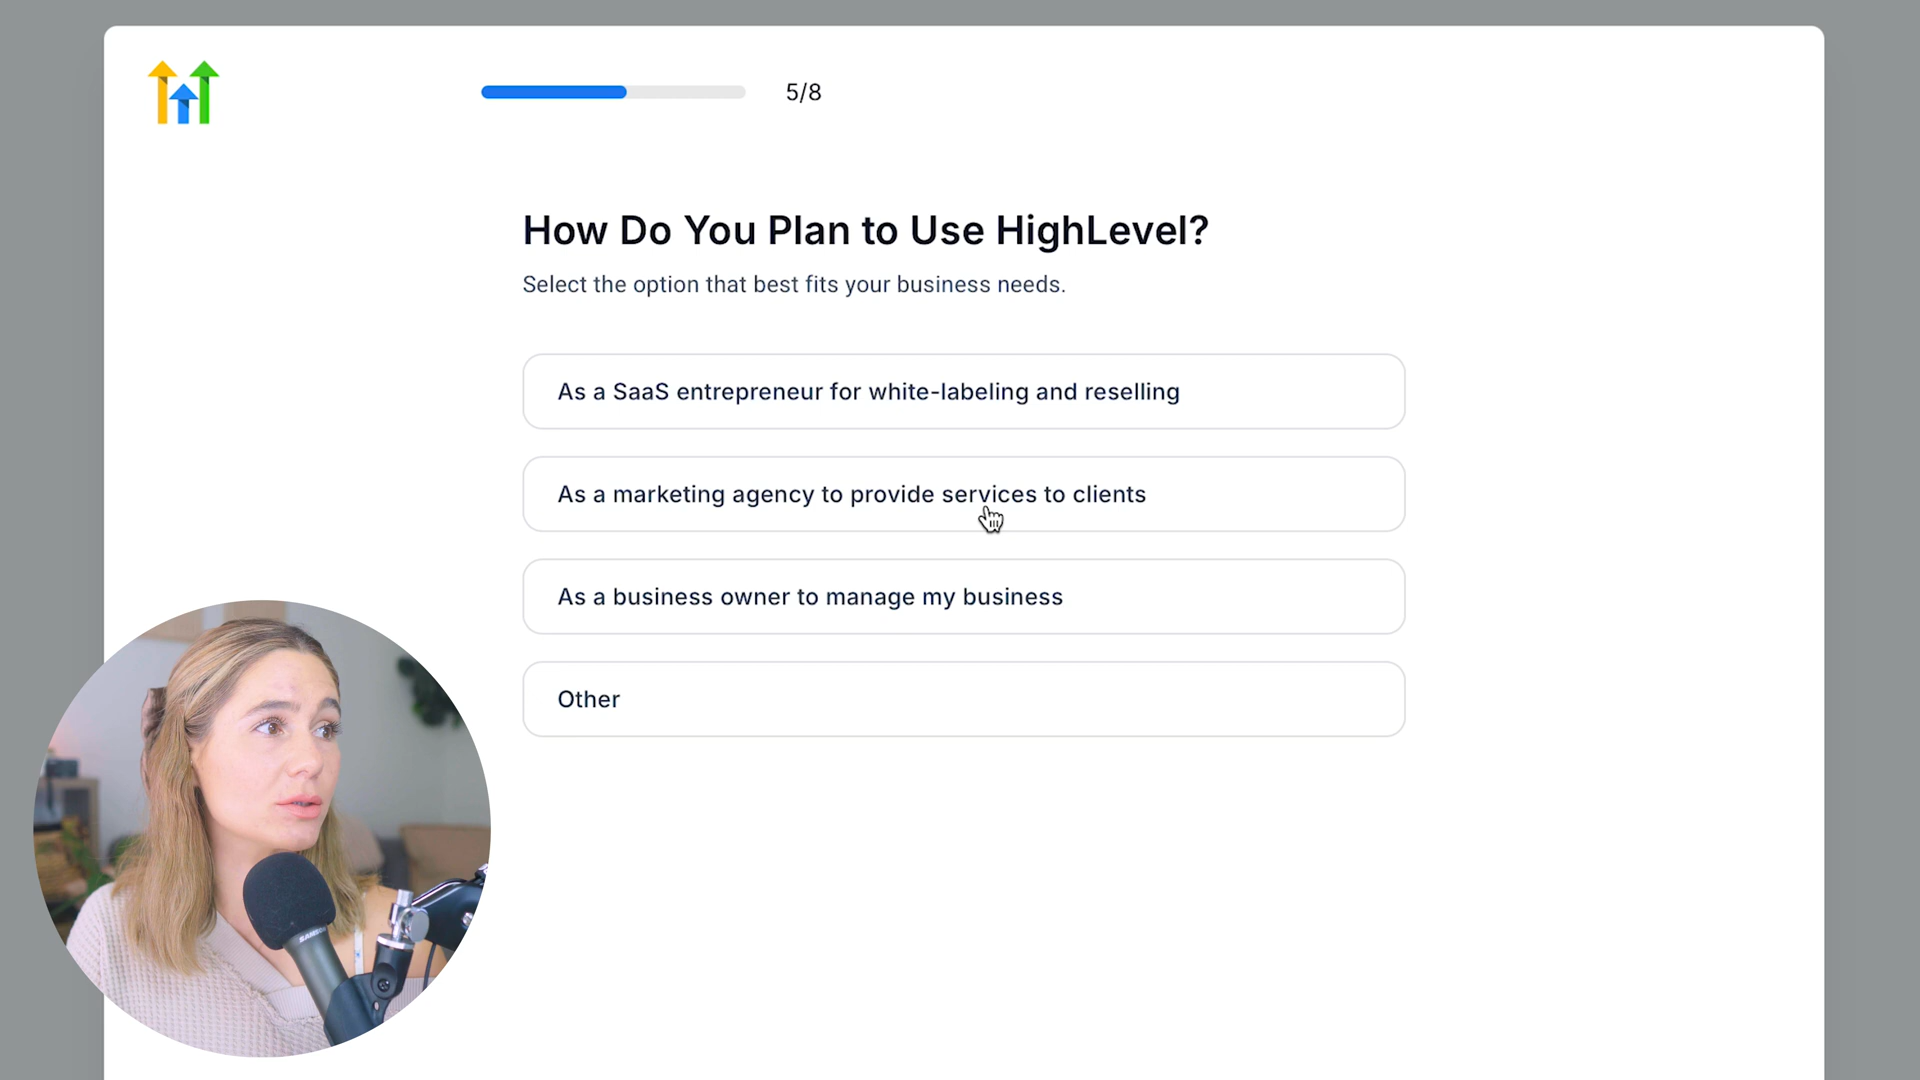 5/8
How Do You Plan to Use HighLevel?
Select the option that best fits your business needs.
As a SaaS entrepreneur for white-labeling and reselling
As a marketing agency to provide services to clients
As a business owner to manage my business
Other
SAMSON